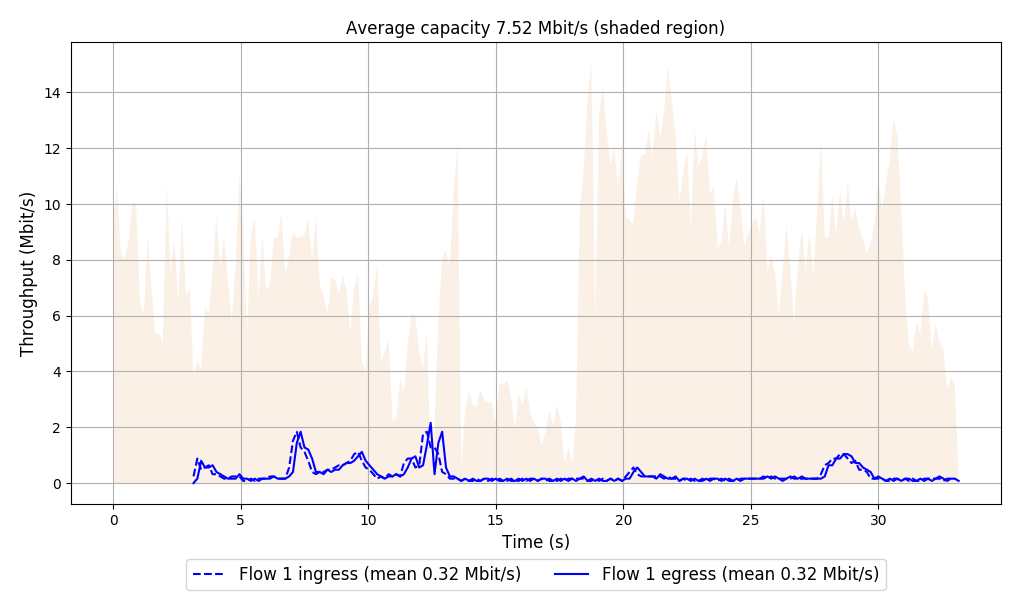 Average capacity 7.52 Mbit/s (shaded region)
Throughput (Mbit/s)
14
12
10
8
6
4
2
0
0 5 10 15 20 25 30
Time (s)
Flow 1 ingress (mean 0.32 Mbit/s) Flow 1 egress (mean 0.32 Mbit/s)